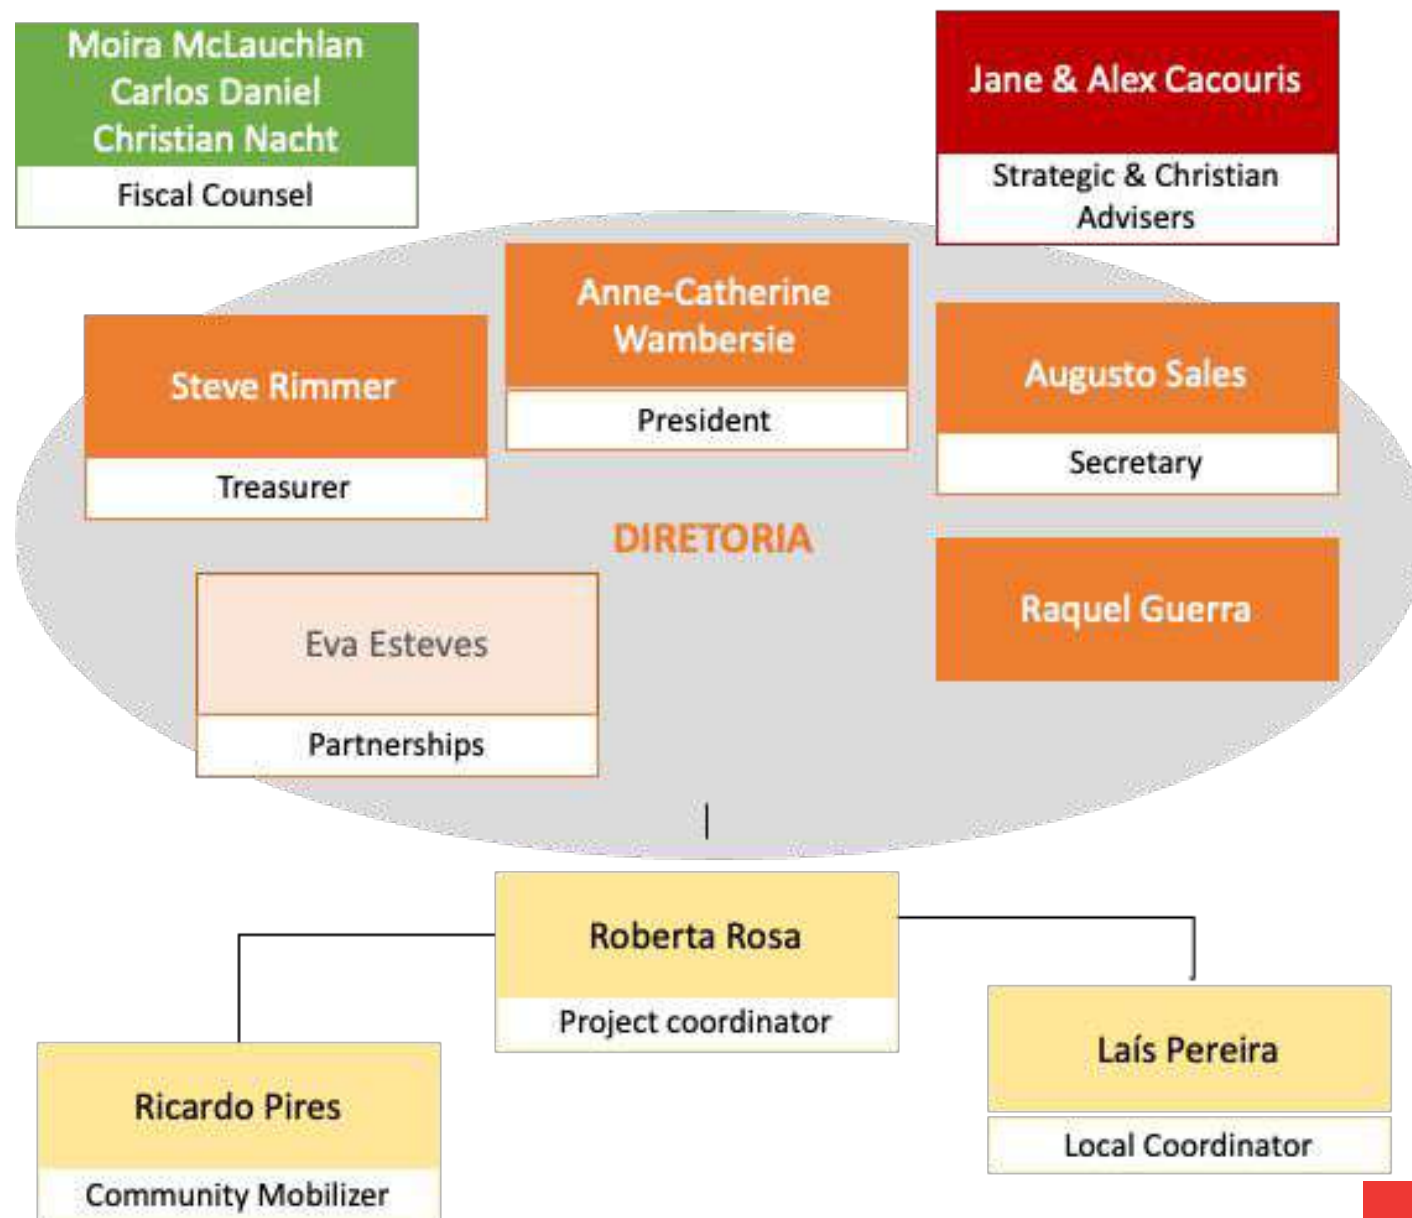 Moira McLauchlan
Carlos Daniel
Christian Nacht
Fiscal Counsel
Jane & Alex Cacouris
Strategic & Christian
Advisers
Anne-Catherine
Wambersie
President
Steve Rimmer
Treasurer
Augusto Sales
Secretary
DIRETORIA
Raquel Guerra
Eva Esteves
Partnerships
Roberta Rosa
Project coordinator
Laís Pereira
Local Coordinator
Ricardo Pires
Community Mobilizer